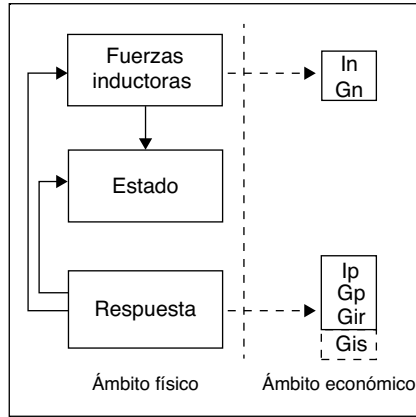 Fuerzas
inductoras
In
Gn
Estado
Respuesta
Ip
Gp
Gir
Gis
Ámbito físico
Ámbito económico